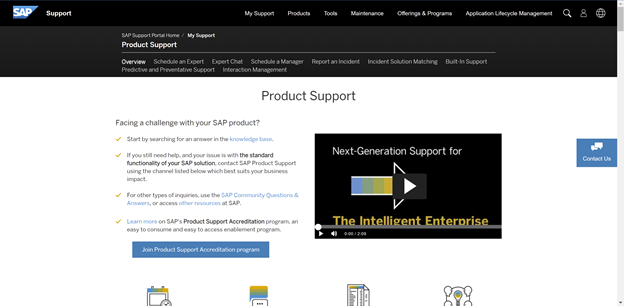 SAP Support My Support Products Tools Maintenance Offerings & Programs Application Lifecycle Management
SAP Support Portal Home / My Support
Product Support
Overview Schedule an Expert Expert Chat Schedule a Manager Report an Incident Incident Solution Matching Built-In Support
Predictive and Preventative Support Interaction Management
Product Support
Facing a challenge with your SAP product?
Start by searching for an answer in the knowledge base.
If you still need help, and your issue is with the standard
functionality of your SAP solution, contact SAP Product Support
using the channel listed below which best suits your business
impact.
For other types of inquiries, use the SAP Community Questions &
Answers, or access other resources at SAP.
Learn more on SAP's Product Support Accreditation program, an
easy to consume and easy to access enablement program.
Join Product Support Accreditation program
Next-Generation Support for
The Intelligent Enterprise
0:00 / 2:09
Contact Us